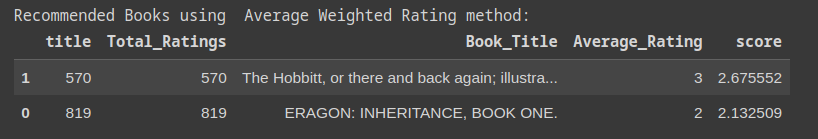 Recommended Books using  Average Weighted Rating method:
title Total_Ratings Book_Title Average_Rating score
1 570 570 The Hobbitt, or there and back again; illustra... 3 2.675552
0 819 819 ERAGON: INHERITANCE, BOOK ONE. 2 2.132509